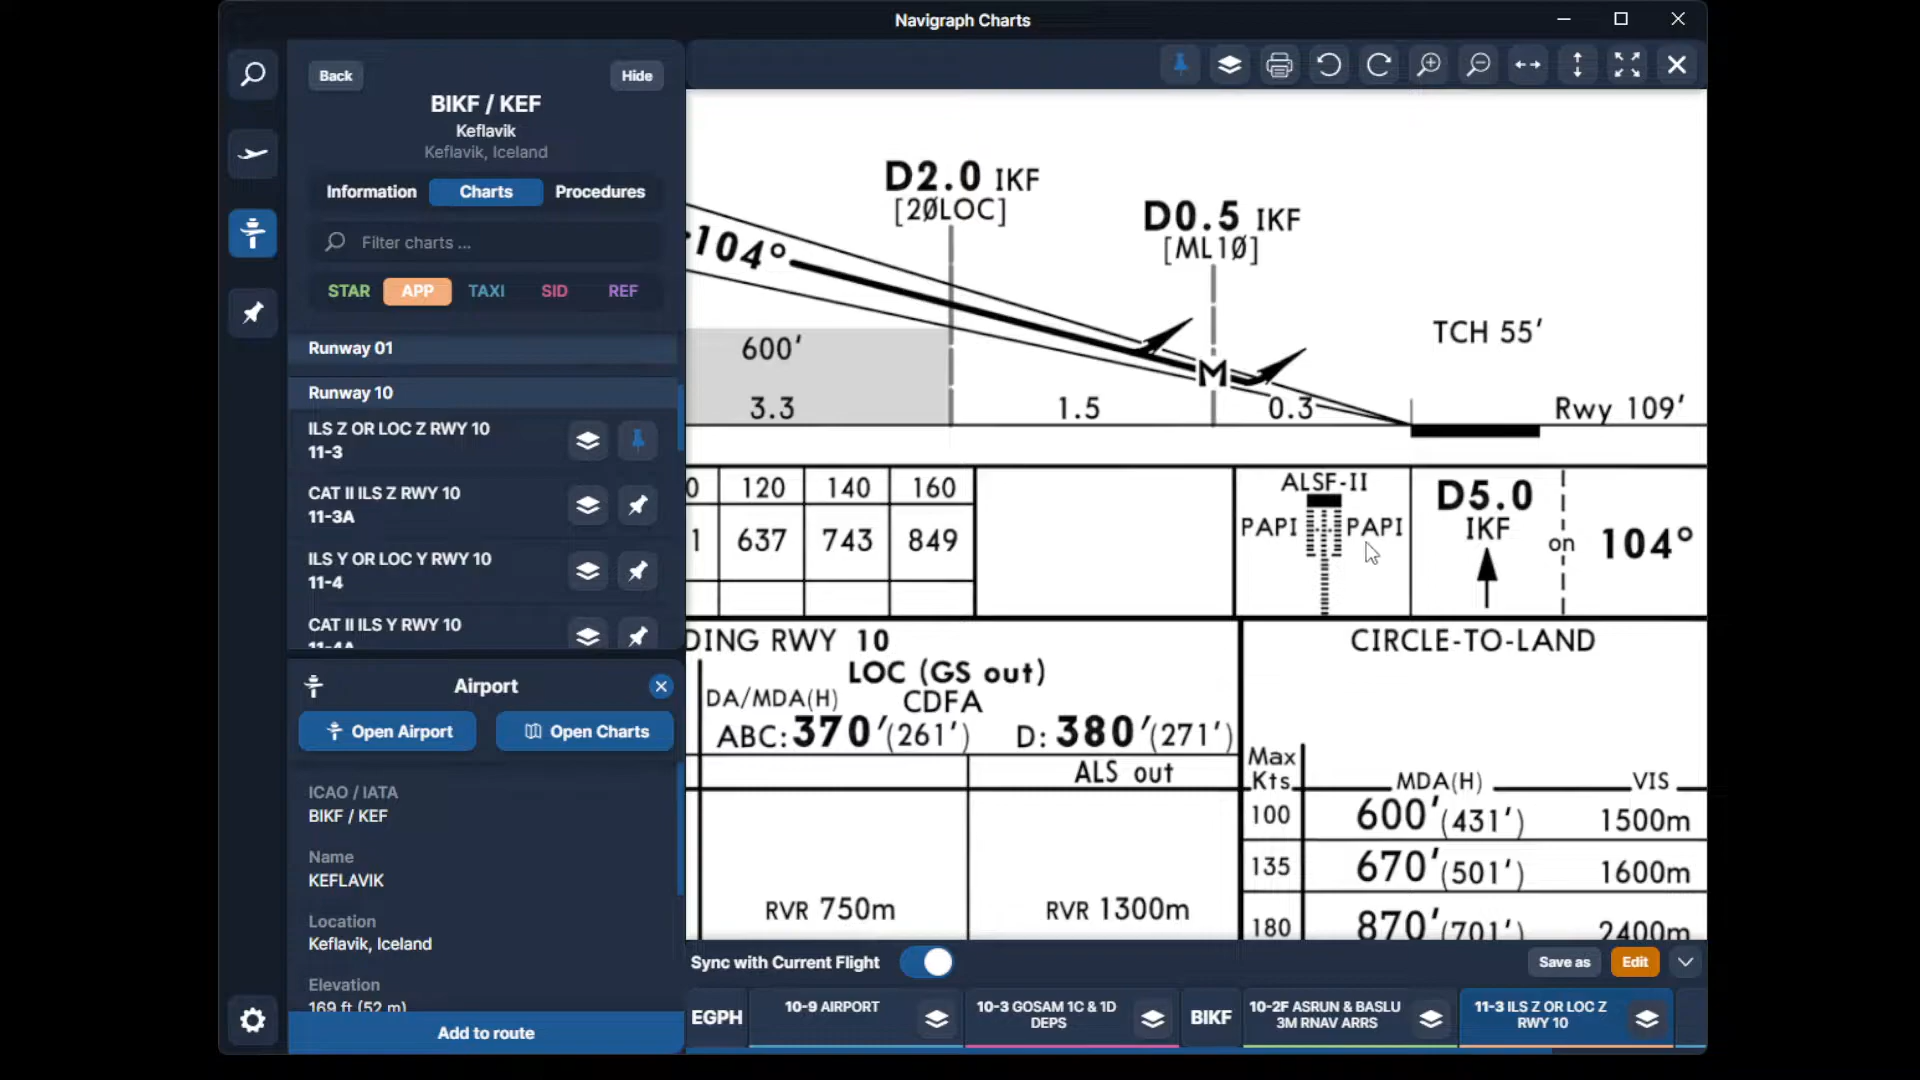 Navigraph Charts
Back
Hide
BIKF / KEF
Keflavik
Keflavik, Iceland
Information
Charts
Procedures
Filter charts ...
STAR
APP
TAXI
SID
REF
Runway 01
Runway 10
ILS Z OR LOC Z RWY 10
11-3
CAT II ILS Z RWY 10
11-3A
ILS Y OR LOC Y RWY 10
11-4
CAT II ILS Y RWY 10
11-4A
Airport
Open Airport
Open Charts
ICAO / IATA
BIKF / KEF
Name
KEFLAVIK
Location
Keflavik, Iceland
Elevation
169 ft (52 m)
Add to route
D2.0 IKF
[2ØLOC]
D0.5 IKF
[ML1Ø]
104°
TCH 55'
600'
M
3.3
1.5
0.3
Rwy 109'
0 120 140 160
1 637 743 849
ALSF-II
PAPI PAPI
D5.0
IKF
on
104°
DING RWY 10
CIRCLE-TO-LAND
LOC (GS out)
DA/MDA(H) CDFA
ABC: 370'(261') D: 380'(271')
ALS out
RVR 750m
RVR 1300m
Max
Kts
MDA(H)
VIS
100 600'(431') 1500m
135 670'(501') 1600m
180 870'(701') 2400m
Sync with Current Flight
Save as
Edit
EGPH
10-9 AIRPORT
10-3 GOSAM 1C & 1D
DEPS
BIKF
10-2F ASRUN & BASLU
3M RNAV ARRS
11-3 ILS Z OR LOC Z
RWY 10